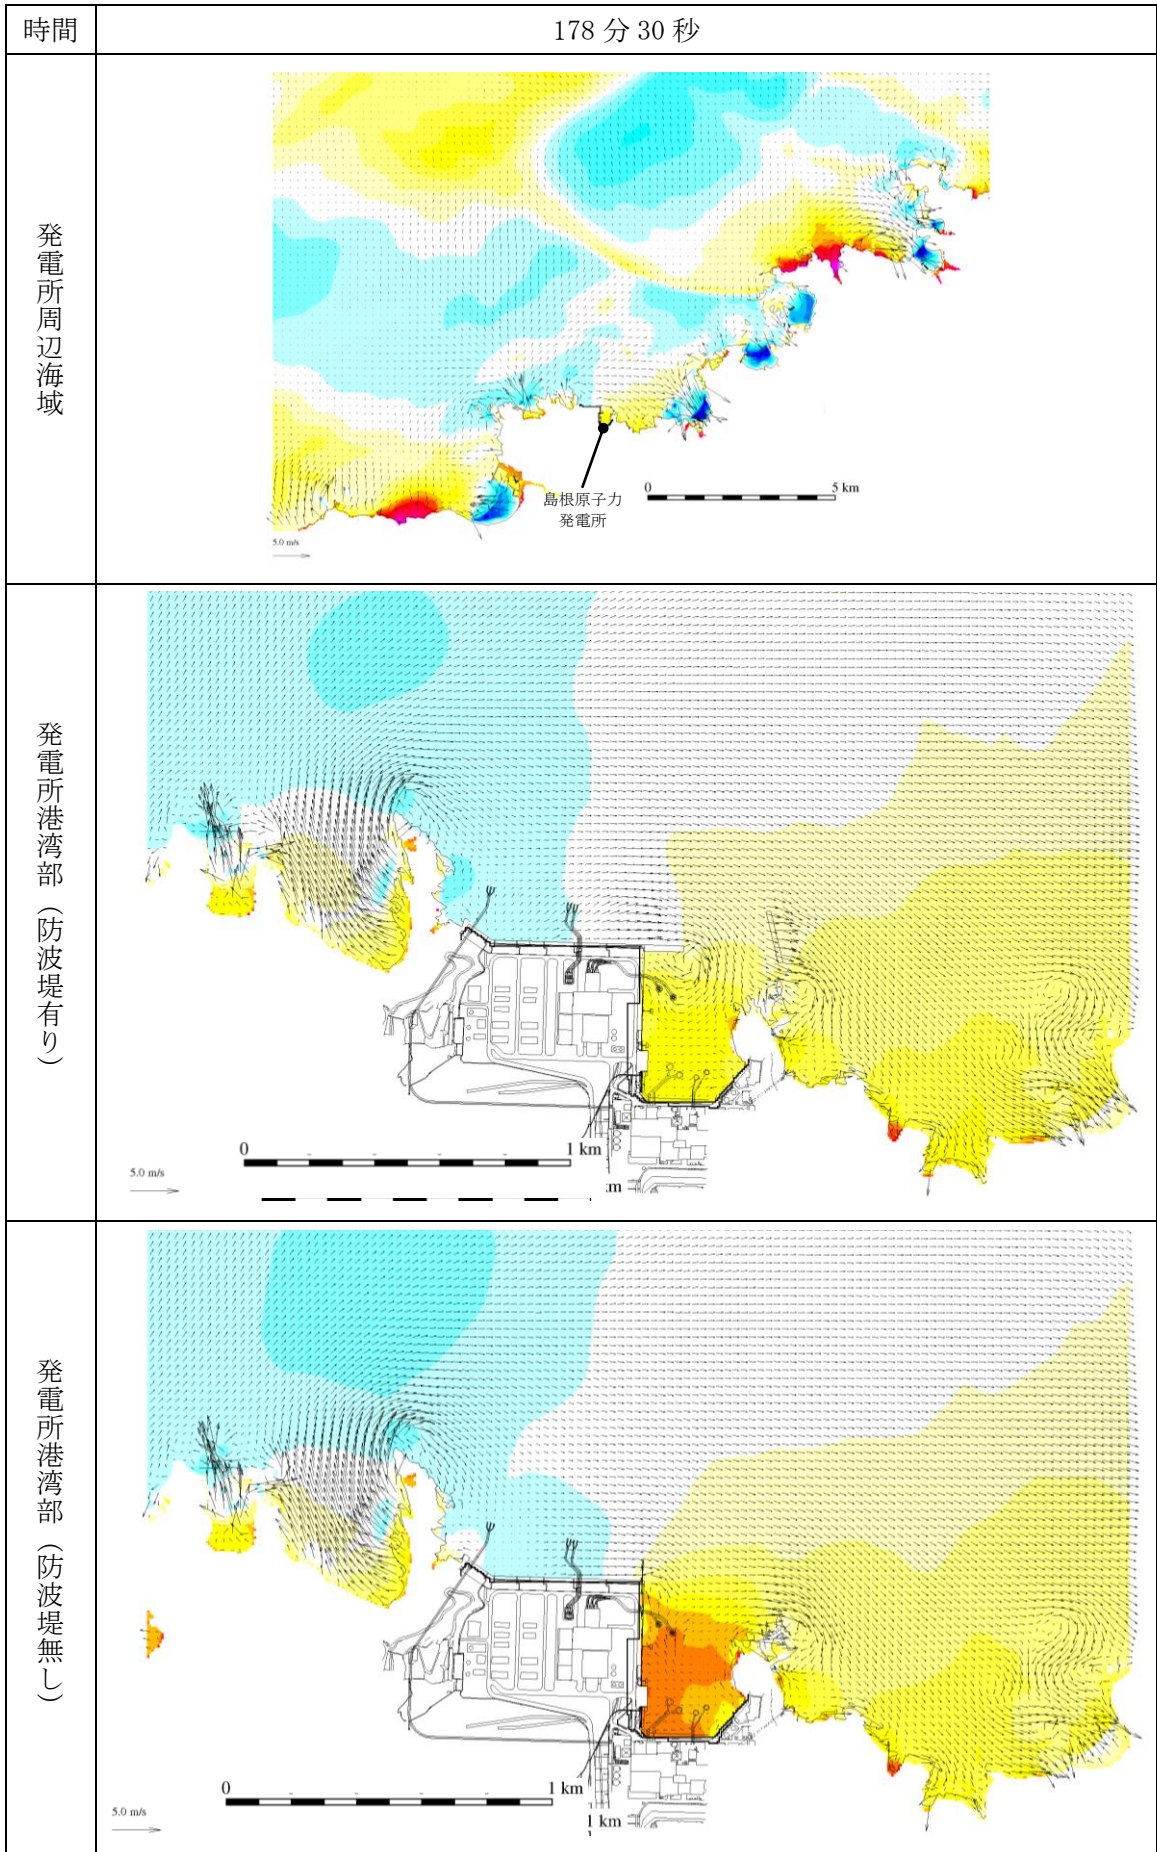 時間
178 分 30 秒
発電所周辺海域
島根原子力
発電所
0
5 km
5.0 m/s
発電所港湾部（防波堤有り）
0
1 km
5.0 m/s
km
発電所港湾部（防波堤無し）
0
1 km
5.0 m/s
1 km